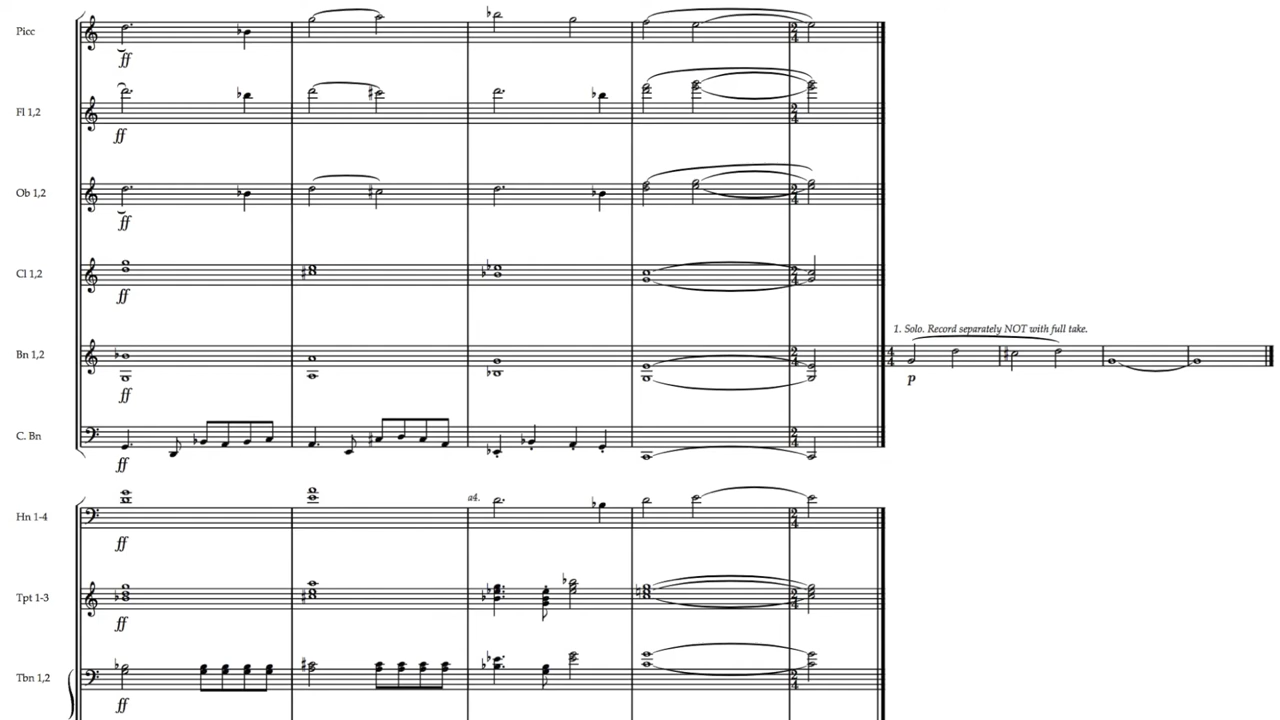 Picc
ff
Fl 1,2
ff
Ob 1,2
ff
Cl 1,2
ff
1. Solo. Record separately NOT with full take.
Bn 1,2
p
ff
C. Bn
ff
a4.
Hn 1-4
ff
Tpt 1-3
ff
Tbn 1,2
ff